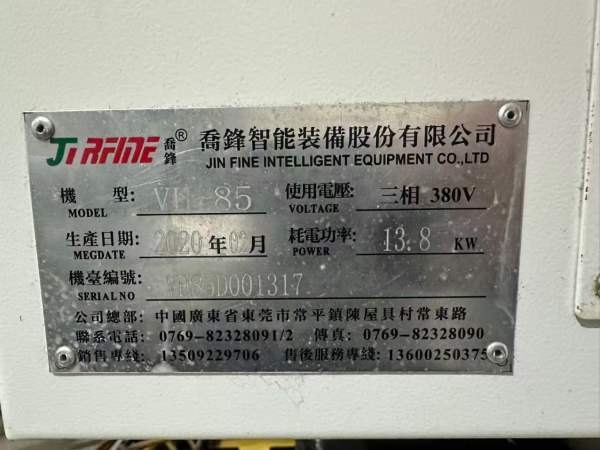 JIRFINE 喬鋒 ® 喬鋒智能装備股份有限公司
JIN FINE INTELLIGENT EQUIPMENT CO.,LTD
機 型: 85 使用電壓: 三相 380V
MODEL VOLTAGE
生產日期: 2020 年 月 耗電功率: 13.8 KW
MEGDATE POWER
機臺編號: D001317
SERIAL NO
公司總部: 中國廣東省東莞市常平鎮陳屋貝村常東路
聯系電話: 0769-82328091/2 傳真: 0769-82328090
銷售專綫: 13509229706 售後服務專綫: 13600250375